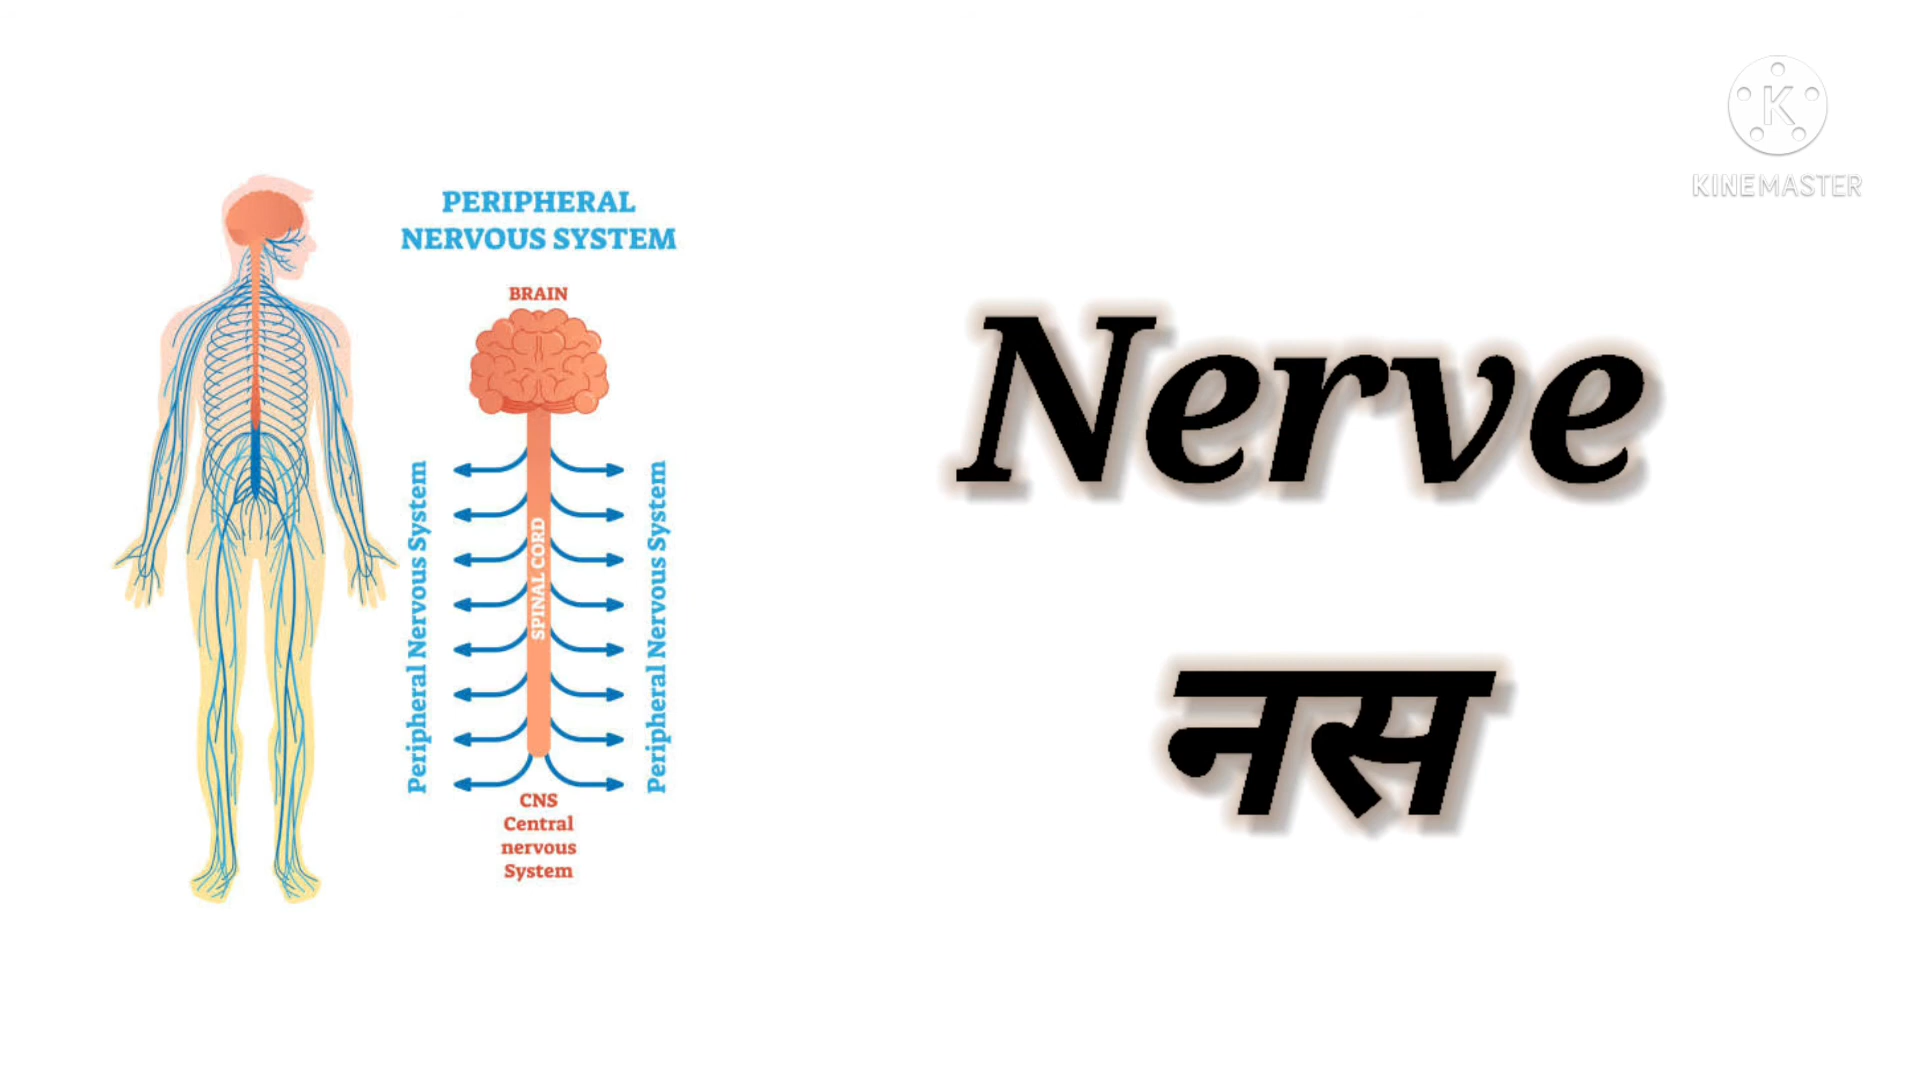 PERIPHERAL
NERVOUS SYSTEM
BRAIN
Peripheral Nervous System
SPINAL CORD
Peripheral Nervous System
CNS
Central
nervous
System
Nerve
नस
K
KINEMASTER